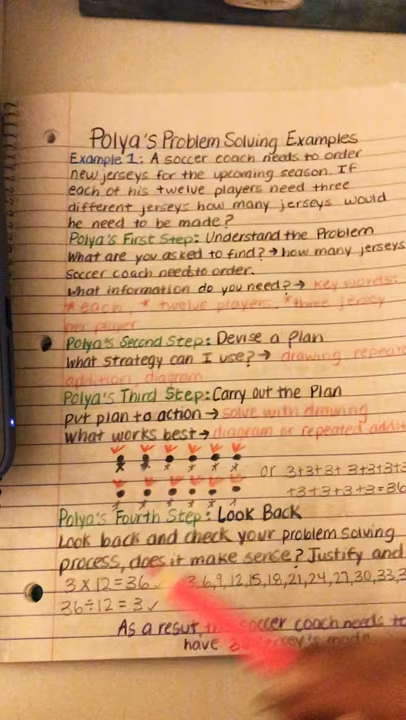 Polya's Problem Solving Examples
Example 1: A soccer coach needs to order
new jerseys for the upcoming season. If
each of his twelve players need three
different jerseys how many jerseys would
he need to be made?
Polya's First Step: Understand the Problem
What are you asked to find? → how many jerseys
soccer coach needs to order.
What information do you need? → key words:
* each, * twelve players, * three jersey
per player
Polya's Second Step: Devise a Plan
What strategy can I use? → drawing, repeated
addition, diagram
Polya's Third Step: Carry out the Plan
Put plan to action → solve with drawing
What works best → diagram or repeated
or 3+3+3+3+3+3+3
+3+3+3+3+3=36
Polya's Fourth Step: Look Back
Look back and check your problem solving
process, does it make sense? Justify and
3 x 12 = 36 ✓ 3,6,9,12,15,18,21,24,27,30,33,3
36 ÷ 12 = 3 ✓
As a resut, soccer coach needs to
have made